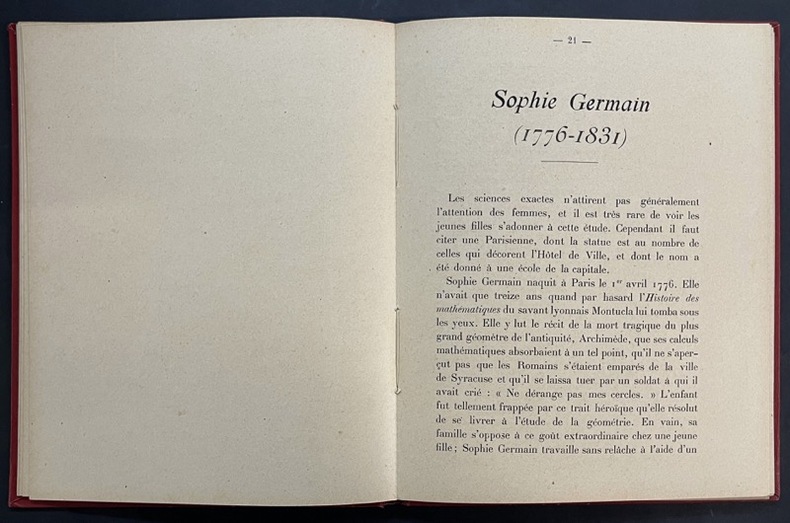 — 21 —
Sophie Germain
(1776-1831)
Les sciences exactes n'attirent pas généralement
l'attention des femmes, et il est très rare de voir les
jeunes filles s'adonner à cette étude. Cependant il faut
citer une Parisienne, dont la statue est au nombre de
celles qui décorent l'Hôtel de Ville, et dont le nom a
été donné à une école de la capitale.
Sophie Germain naquit à Paris le 1er avril 1776. Elle
n'avait que treize ans quand par hasard l'Histoire des
mathématiques du savant lyonnais Montucla lui tomba sous
les yeux. Elle y lut le récit de la mort tragique du plus
grand géomètre de l'antiquité, Archimède, que ses calculs
mathématiques absorbaient à un tel point, qu'il ne s'aper-
çut pas que les Romains s'étaient emparés de la ville
de Syracuse et qu'il se laissa tuer par un soldat à qui il
avait crié : « Ne dérange pas mes cercles. » L'enfant
fut tellement frappée par ce trait héroïque qu'elle résolut
de se livrer à l'étude de la géométrie. En vain, sa
famille s'oppose à ce goût extraordinaire chez une jeune
fille ; Sophie Germain travaille sans relâche à l'aide d'un